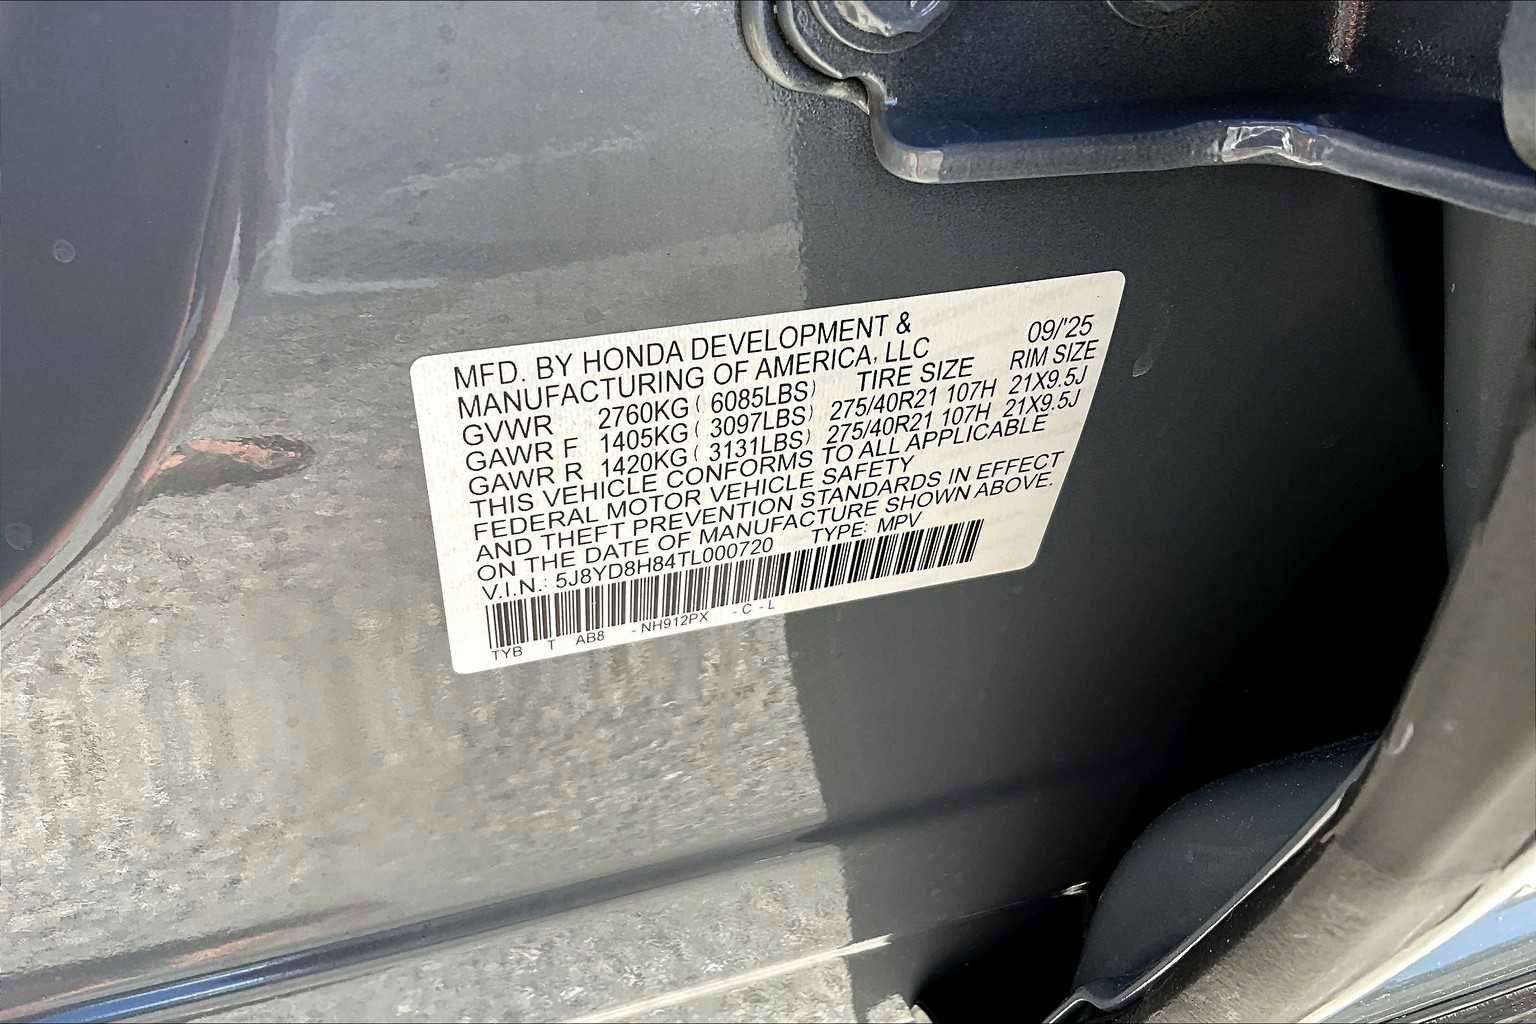 MFD. BY HONDA DEVELOPMENT & 09/'25
MANUFACTURING OF AMERICA, LLC RIM SIZE
GVWR 2760KG ( 6085LBS) TIRE SIZE
GAWR F 1405KG ( 3097LBS) 275/40R21 107H 21X9.5J
GAWR R 1420KG ( 3131LBS) 275/40R21 107H 21X9.5J
THIS VEHICLE CONFORMS TO ALL APPLICABLE
FEDERAL MOTOR VEHICLE SAFETY
AND THEFT PREVENTION STANDARDS IN EFFECT
ON THE DATE OF MANUFACTURE SHOWN ABOVE.
V.I.N.: 5J8YD8H84TL000720 TYPE: MPV
TYB T AB8 - NH912PX - C - L